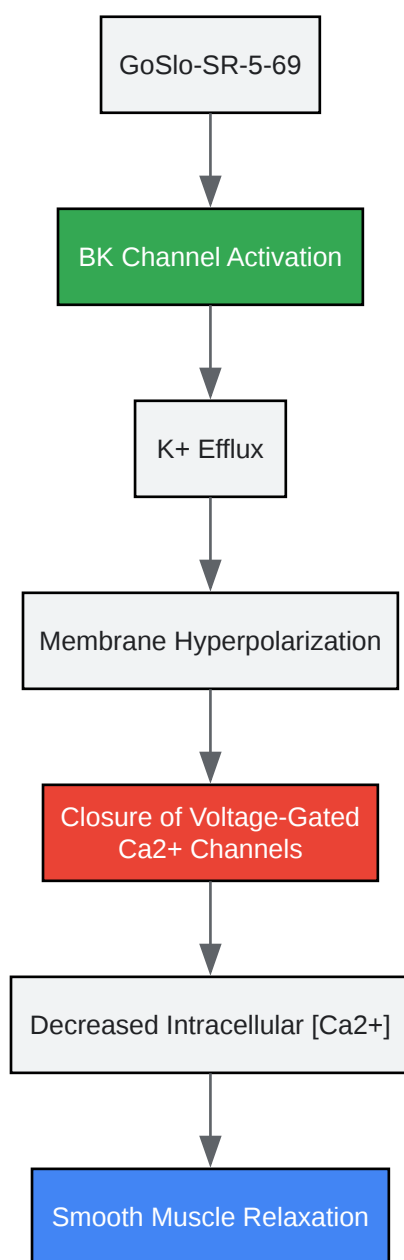 GoSlo-SR-5-69
BK Channel Activation
K+ Efflux
Membrane Hyperpolarization
Closure of Voltage-Gated
Ca2+ Channels
Decreased Intracellular [Ca2+]
Smooth Muscle Relaxation